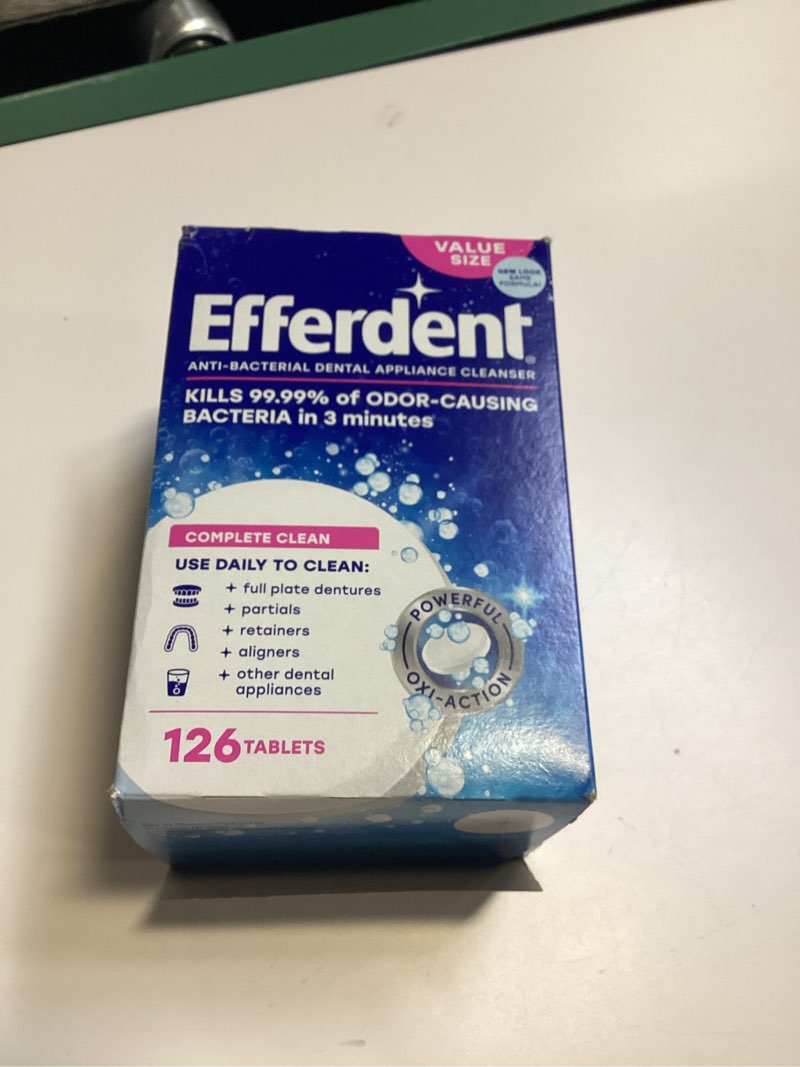 VALUE
SIZE
NEW LOOK
SAME
FORMULA!
Efferdent®
ANTI-BACTERIAL DENTAL APPLIANCE CLEANSER
KILLS 99.99% of ODOR-CAUSING
BACTERIA in 3 minutes
COMPLETE CLEAN
USE DAILY TO CLEAN:
+ full plate dentures
+ partials
+ retainers
+ aligners
+ other dental
appliances
POWERFUL
OXI-ACTION
126 TABLETS